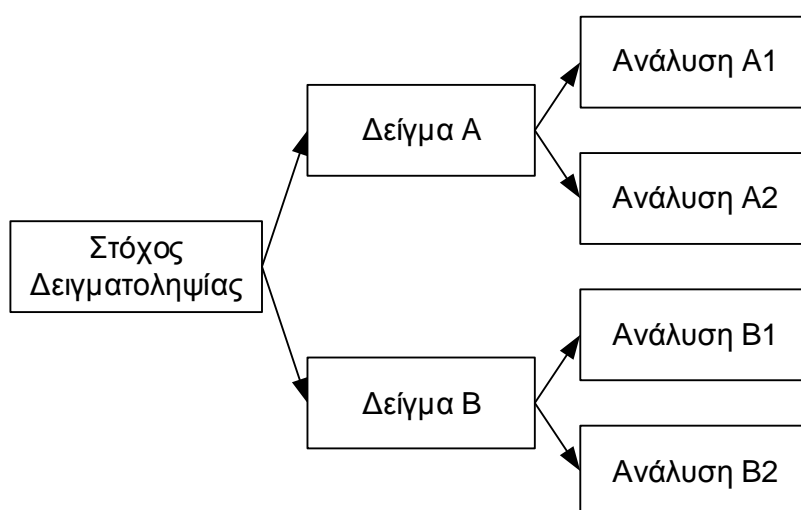 Ανάλυση Α1
Δείγμα Α
Ανάλυση Α2
Στόχος
Δειγματοληψίας
Ανάλυση Β1
Δείγμα Β
Ανάλυση Β2